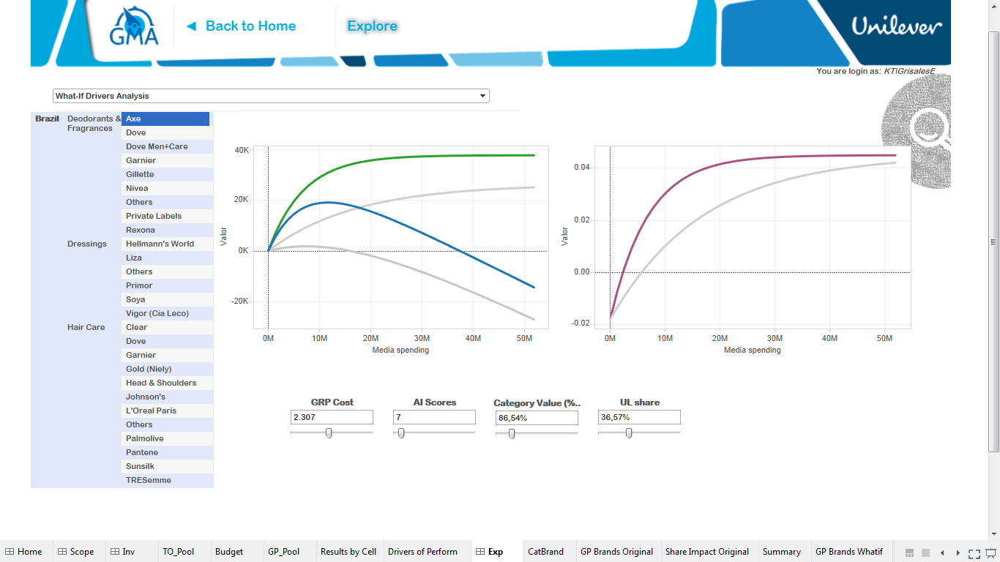 GMA
Back to Home
Explore
Unilever
You are login as: KT\GrisalesE
What-If Drivers Analysis
Brazil
Deodorants & Fragrances
Axe
Dove
Dove Men+Care
Garnier
Gillette
Nivea
Others
Private Labels
Rexona
Dressings
Hellmann's World
Liza
Others
Primor
Soya
Vigor (Cia Leco)
Hair Care
Clear
Dove
Garnier
Gold (Niely)
Head & Shoulders
Johnson's
L'Oreal Paris
Others
Palmolive
Pantene
Sunsilk
TRESemme
40K
20K
0K
-20K
Valor
0M 10M 20M 30M 40M 50M
Media spending
0.04
0.02
0.00
-0.02
Valor
0M 10M 20M 30M 40M 50M
Media spending
GRP Cost
2.307
AI Scores
7
Category Value (%..
86,54%
UL share
36,57%
Home Scope Inv TO_Pool Budget GP_Pool Results by Cell Drivers of Perform Exp CatBrand GP Brands Original Share Impact Original Summary GP Brands Whatif